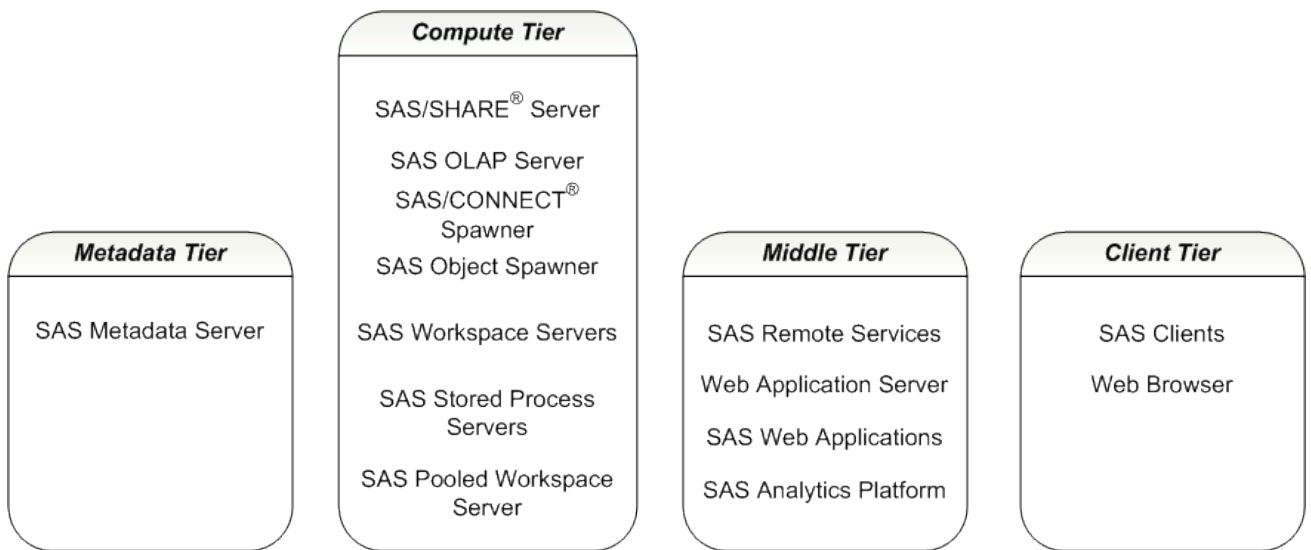 Metadata Tier
SAS Metadata Server
Compute Tier
SAS/SHARE® Server
SAS OLAP Server
SAS/CONNECT®
Spawner
SAS Object Spawner
SAS Workspace Servers
SAS Stored Process
Servers
SAS Pooled Workspace
Server
Middle Tier
SAS Remote Services
Web Application Server
SAS Web Applications
SAS Analytics Platform
Client Tier
SAS Clients
Web Browser